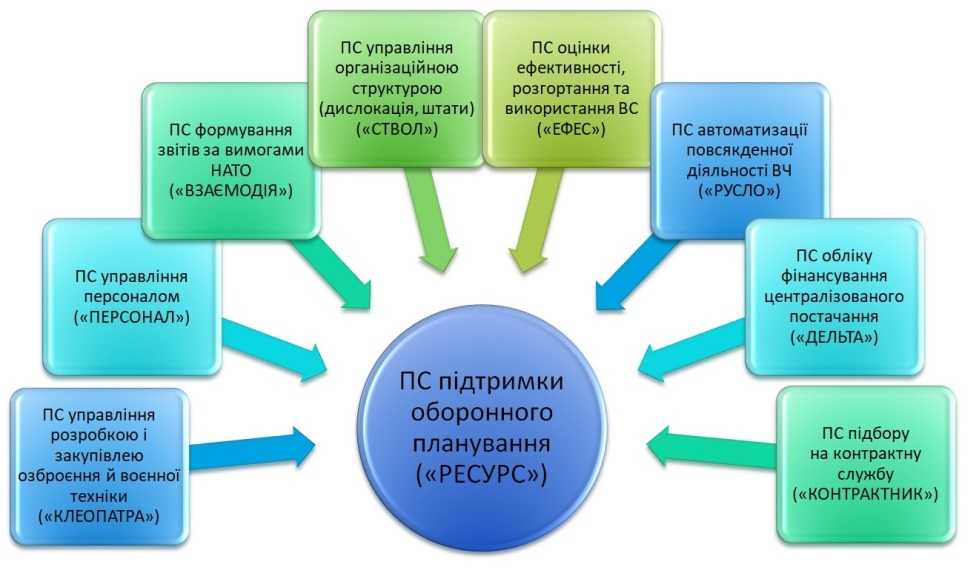 ПС управління
розробкою і
закупівлею
озброєння й воєнної
техніки
(«КЛЕОПАТРА»)
ПС управління
персоналом
(«ПЕРСОНАЛ»)
ПС формування
звітів за вимогами
НАТО
(«ВЗАЄМОДІЯ»)
ПС управління
організаційною
структурою
(дислокація, штати)
(«СТВОЛ»)
ПС оцінки
ефективності,
розгортання та
використання ВС
(«ЕФЕС»)
ПС автоматизації
повсякденної
діяльності ВЧ
(«РУСЛО»)
ПС обліку
фінансування
централізованого
постачання
(«ДЕЛЬТА»)
ПС підбору
на контрактну
службу
(«КОНТРАКТНИК»)
ПС підтримки
оборонного
планування
(«РЕСУРС»)